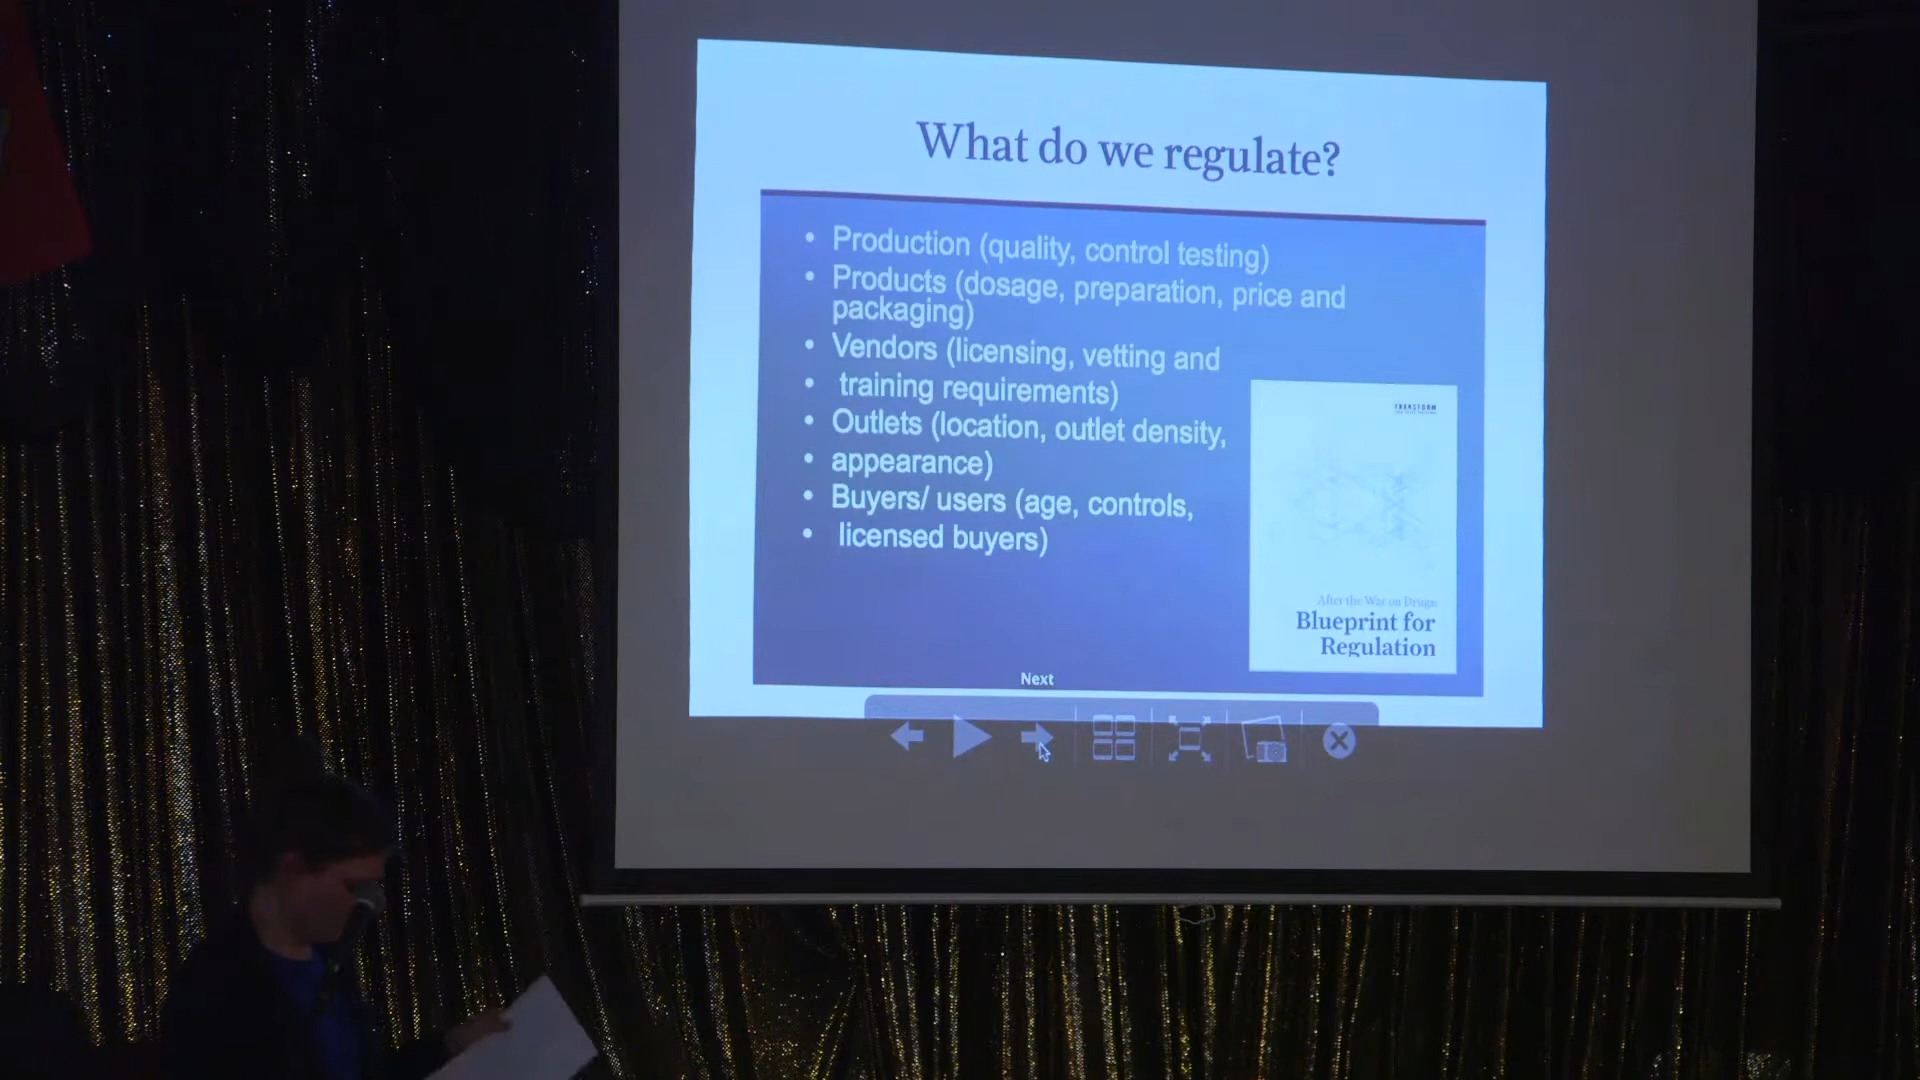 What do we regulate?
• Production (quality, control testing)
• Products (dosage, preparation, price and
packaging)
• Vendors (licensing, vetting and
• training requirements)
• Outlets (location, outlet density,
• appearance)
• Buyers/ users (age, controls,
• licensed buyers)
TRANSFORM
After the War on Drugs:
Blueprint for
Regulation
Next